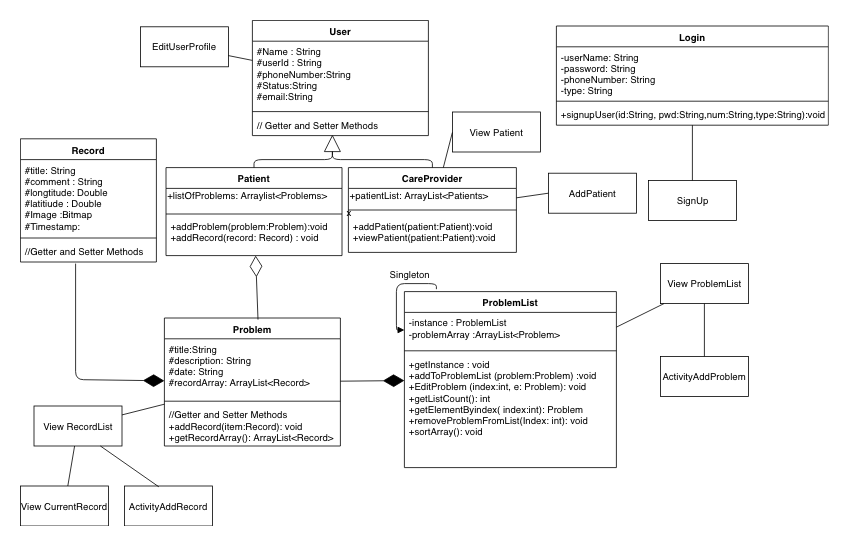 EditUserProfile
User
#Name : String
#userId : String
#phoneNumber:String
#Status:String
#email:String
// Getter and Setter Methods
Login
-userName: String
-password: String
-phoneNumber: String
-type: String
+signupUser(id:String, pwd:String,num:String,type:String):void
SignUp
Record
#title: String
#comment : String
#longtitude: Double
#latitiude : Double
#Image :Bitmap
#Timestamp:
//Getter and Setter Methods
Patient
+listOfProblems: Arraylist<Problems>
+addProblem(problem:Problem):void
+addRecord(record: Record) : void
CareProvider
+patientList: ArrayList<Patients>
x
+addPatient(patient:Patient):void
+viewPatient(patient:Patient):void
View Patient
AddPatient
Singleton
ProblemList
-instance : ProblemList
-problemArray :ArrayList<Problem>
+getInstance : void
+addToProblemList (problem:Problem) :void
+EditProblem (index:int, e: Problem): void
+getListCount(): int
+getElementByindex( index:int): Problem
+removeProblemFromList(Index: int): void
+sortArray(): void
View ProblemList
ActivityAddProblem
Problem
#title:String
#description: String
#date: String
#recordArray: ArrayList<Record>
//Getter and Setter Methods
+addRecord(item:Record): void
+getRecordArray(): ArrayList<Record>
View RecordList
View CurrentRecord
ActivityAddRecord